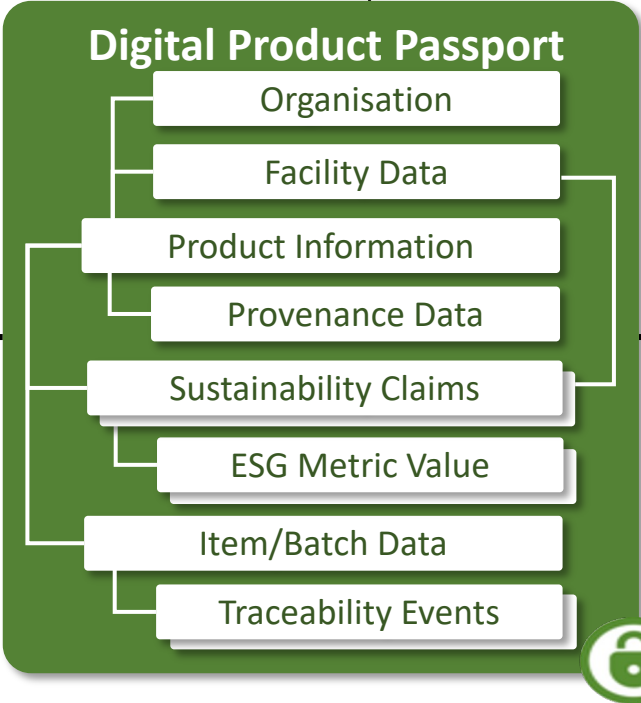 Digital Product Passport
Organisation
Facility Data
Product Information
Provenance Data
Sustainability Claims
ESG Metric Value
Item/Batch Data
Traceability Events